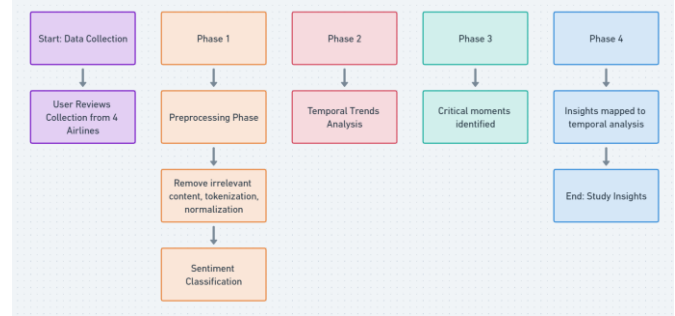 Start: Data Collection
Phase 1
Phase 2
Phase 3
Phase 4
User Reviews
Collection from 4
Airlines
Preprocessing Phase
Temporal Trends
Analysis
Critical moments
identified
Insights mapped to
temporal analysis
Remove irrelevant
content, tokenization,
normalization
End: Study Insights
Sentiment
Classification